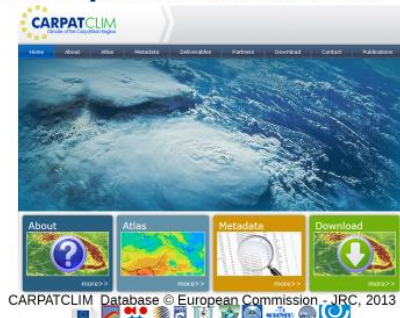 CARPATCLIM
Climate of the Carpathian Region
Home About Atlas Metadata Deliverables Partners Download Contact Publications
About Atlas Metadata Download
more>> more>> more>> more>>
CARPATCLIM Database © European Commission - JRC, 2013